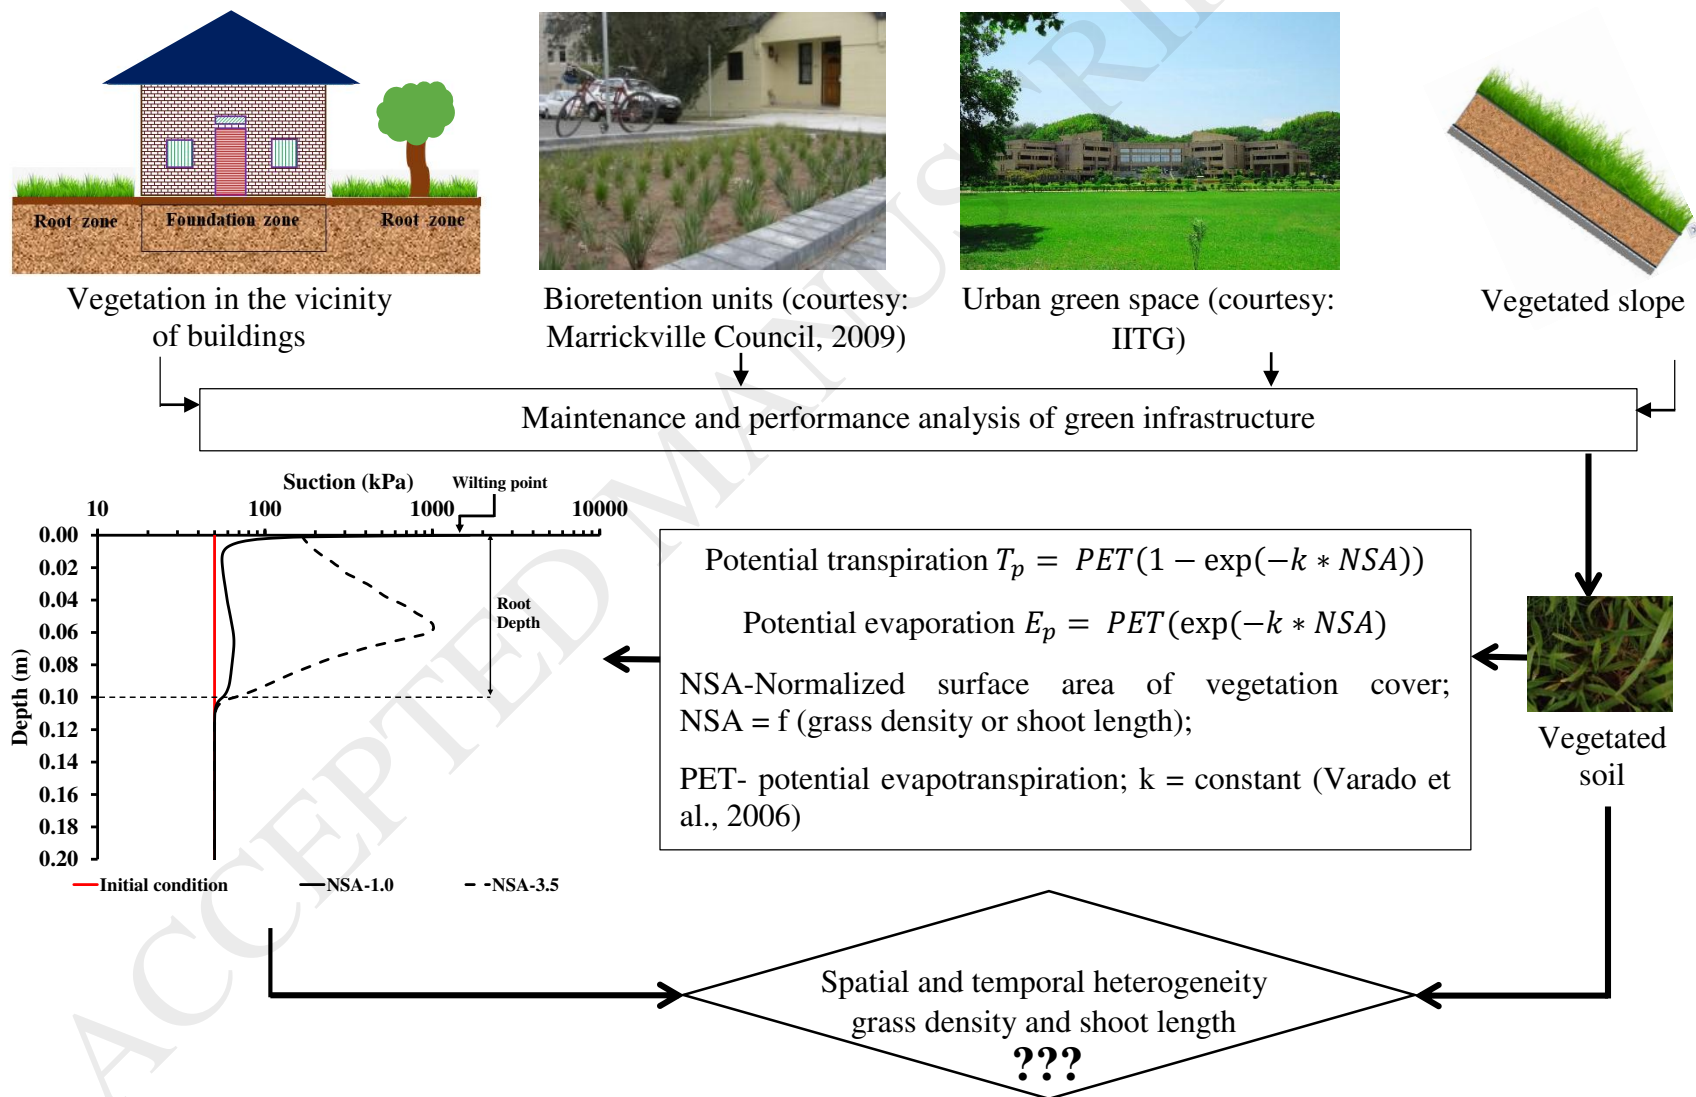 Root zone
Foundation zone
Root zone
Vegetation in the vicinity
of buildings
Bioretention units (courtesy:
Marrickville Council, 2009)
Urban green space (courtesy:
IITG)
Vegetated slope
Maintenance and performance analysis of green infrastructure
Suction (kPa)
Wilting point
10 100 1000 10000
0.00
0.02
0.04
0.06
0.08
0.10
0.12
0.14
0.16
0.18
0.20
Depth (m)
Root
Depth
Initial condition
NSA-1.0
NSA-3.5
Potential transpiration T_p = PET(1 − exp(−k ∗ NSA))
Potential evaporation E_p = PET(exp(−k ∗ NSA)
NSA-Normalized surface area of vegetation cover;
NSA = f (grass density or shoot length);
PET- potential evapotranspiration; k = constant (Varado et
al., 2006)
Vegetated
soil
Spatial and temporal heterogeneity
grass density and shoot length
???
ACCEPTED MANUSCRIPT